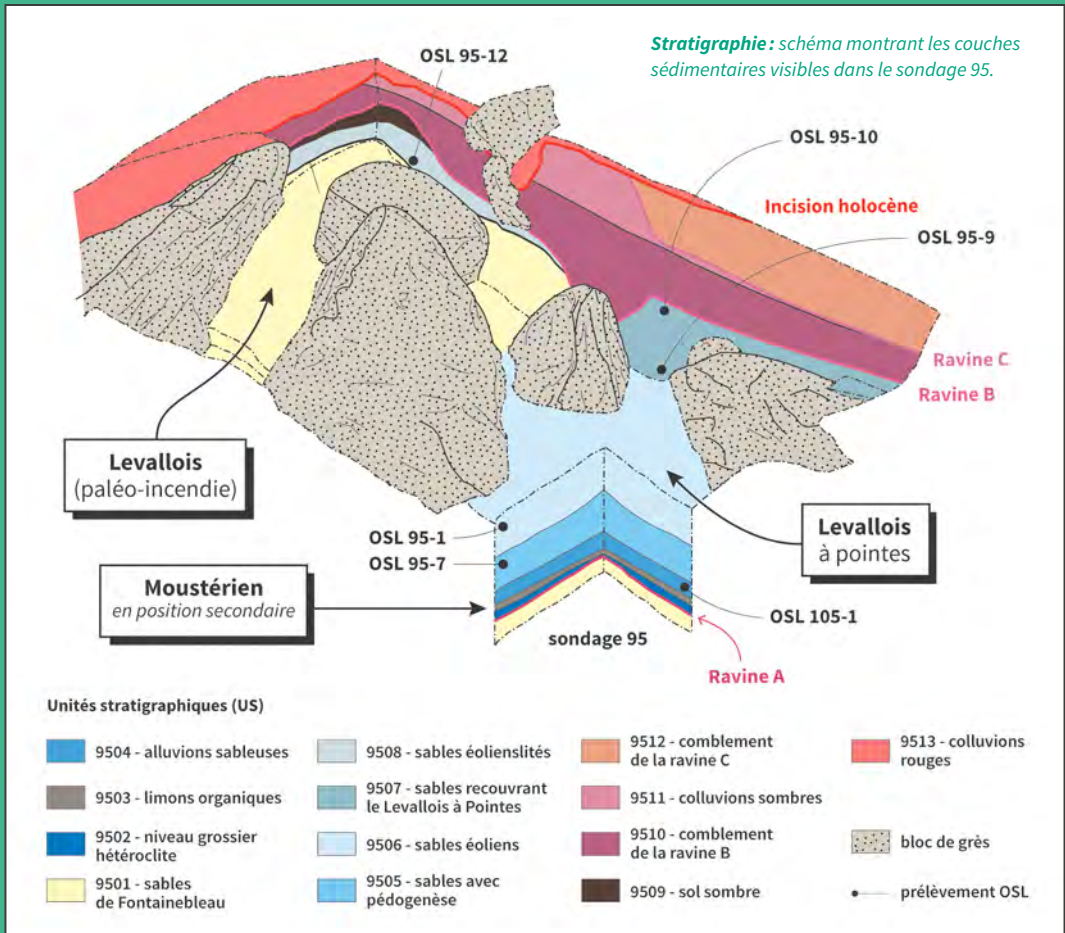 Stratigraphie : schéma montrant les couches
sédimentaires visibles dans le sondage 95.
OSL 95-12
OSL 95-10
Incision holocène
OSL 95-9
Ravine C
Ravine B
Levallois
(paléo-incendie)
OSL 95-1
OSL 95-7
Levallois
à pointes
Moustérien
en position secondaire
OSL 105-1
sondage 95
Ravine A
Unités stratigraphiques (US)
9504 - alluvions sableuses
9503 - limons organiques
9502 - niveau grossier
hétéroclite
9501 - sables
de Fontainebleau
9508 - sables éolienslités
9507 - sables recouvrant
le Levallois à Pointes
9506 - sables éoliens
9505 - sables avec
pédogenèse
9512 - comblement
de la ravine C
9511 - colluvions sombres
9510 - comblement
de la ravine B
9509 - sol sombre
9513 - colluvions
rouges
bloc de grès
prélèvement OSL